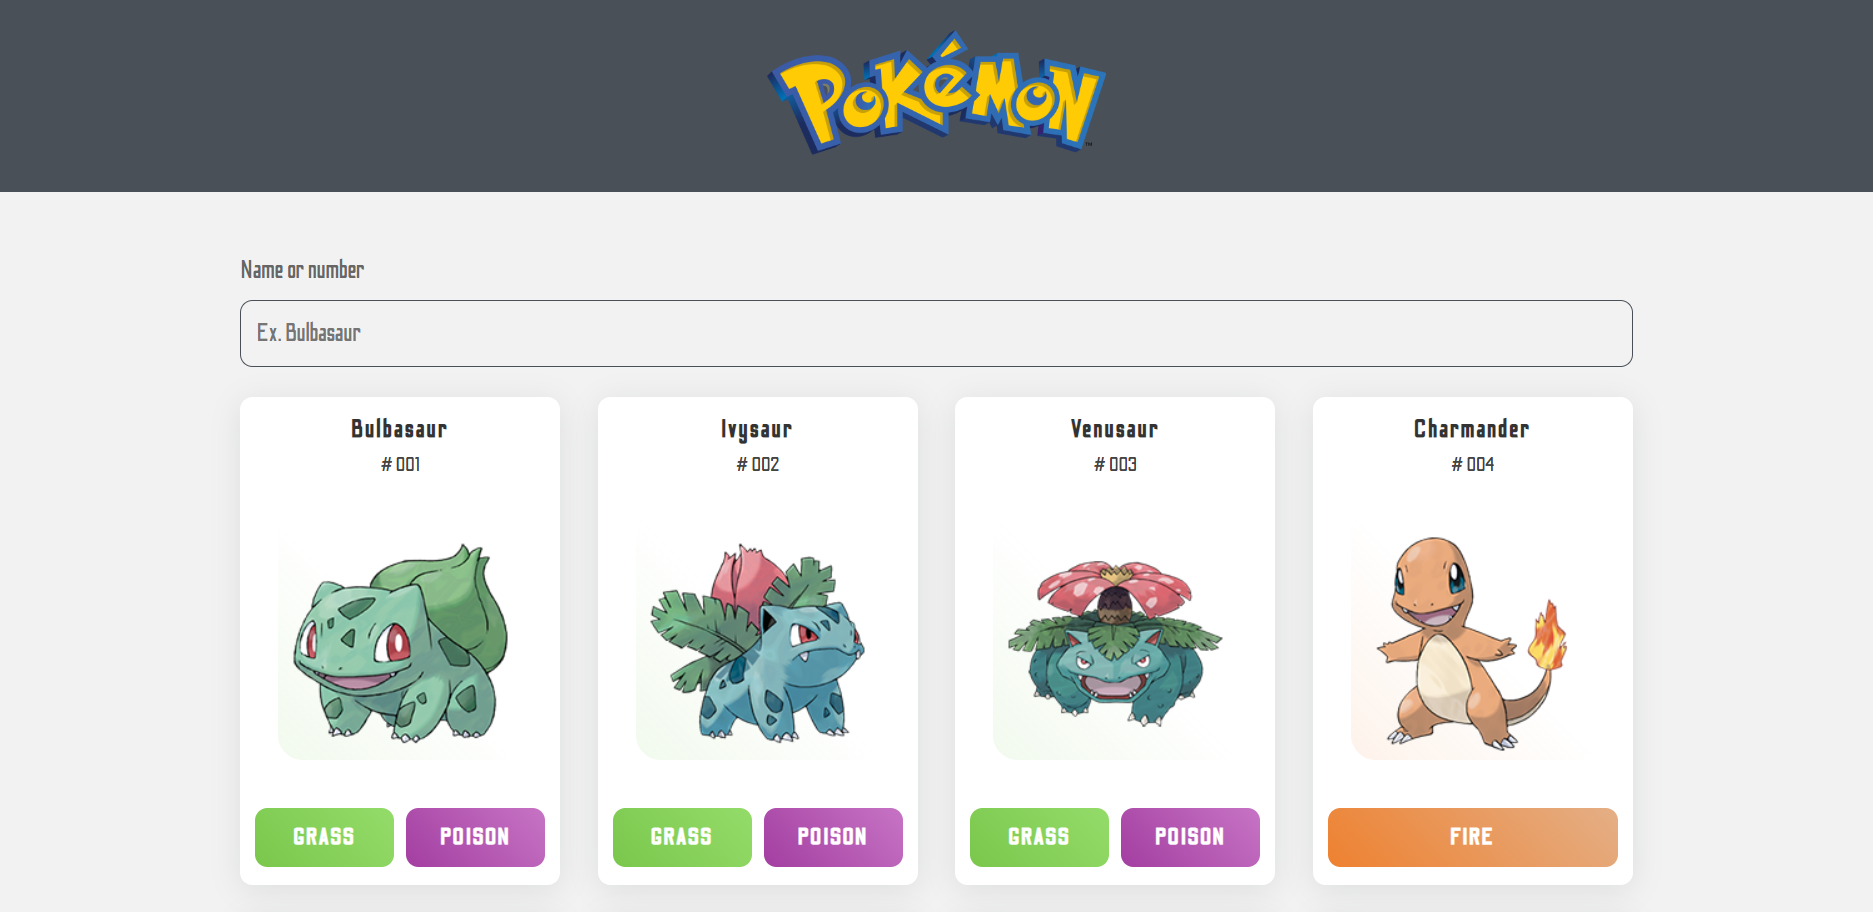 POKéMON
™
Name or number
Ex. Bulbasaur
Bulbasaur
# 001
GRASS POISON
Ivysaur
# 002
GRASS POISON
Venusaur
# 003
GRASS POISON
Charmander
# 004
FIRE